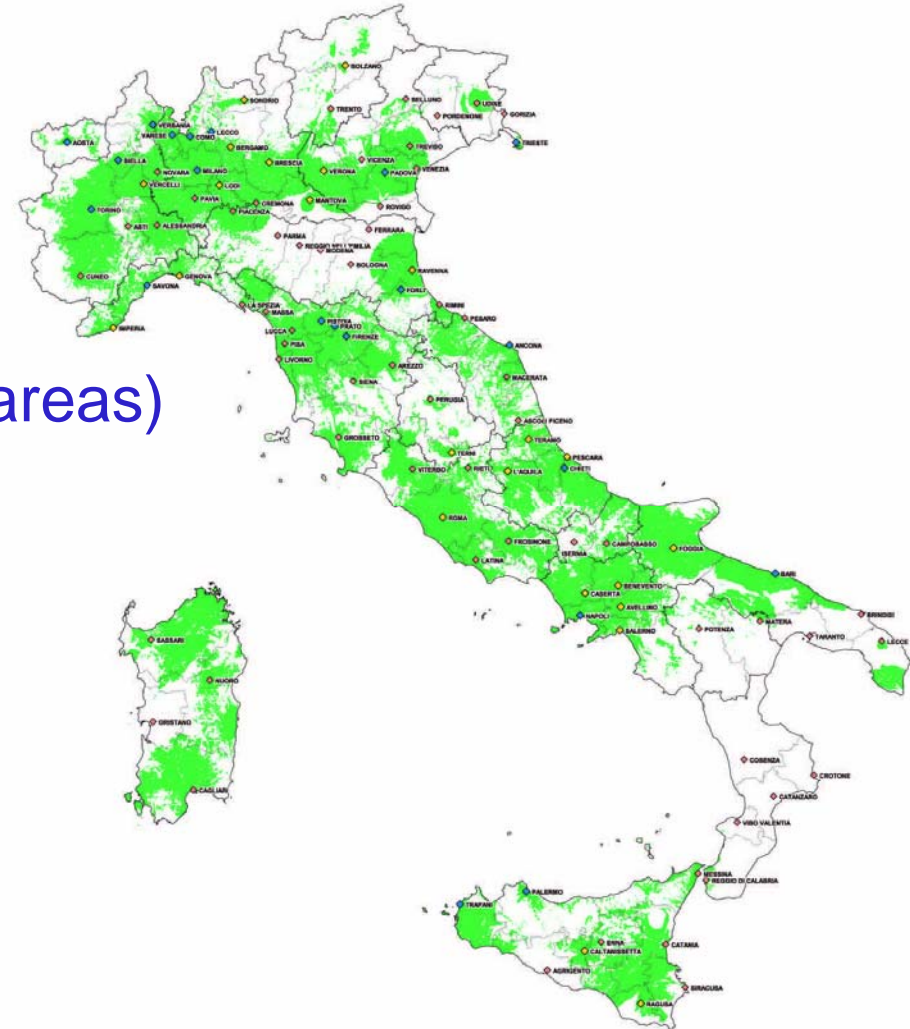 BOLZANO
SONDRIO
TRENTO
BELLUNO
UDINE
PORDENONE
GORIZIA
TRIESTE
VERBANIA
VARESE
COMO
LECCO
AOSTA
BIELLA
BERGAMO
TREVISO
NOVARA
MILANO
BRESCIA
VICENZA
VENEZIA
VERCELLI
LODI
VERONA
PADOVA
PAVIA
CREMONA
MANTOVA
ROVIGO
TORINO
PIACENZA
ASTI
ALESSANDRIA
PARMA
FERRARA
MODENA
BOLOGNA
CUNEO
GENOVA
RAVENNA
SAVONA
FORLI
LA SPEZIA
MASSA
RIMINI
IMPERIA
PESARO
LUCCA
PRATO
FIRENZE
PISA
ANCONA
LIVORNO
AREZZO
areas)
SIENA
MACERATA
PERUGIA
ASCOLI PICENO
GROSSETO
TERAMO
TERNI
PESCARA
VITERBO
RIETI
L'AQUILA
CHIETI
ROMA
FROSINONE
ISERNIA
CAMPOBASSO
FOGGIA
LATINA
BARI
BENEVENTO
CASERTA
AVELLINO
NAPOLI
BRINDISI
SALERNO
POTENZA
MATERA
TARANTO
LECCE
SASSARI
NUORO
ORISTANO
COSENZA
CROTONE
CAGLIARI
CATANZARO
VIBO VALENTIA
MESSINA
REGGIO DI CALABRIA
PALERMO
TRAPANI
ENNA
CATANIA
CALTANISSETTA
AGRIGENTO
SIRACUSA
RAGUSA